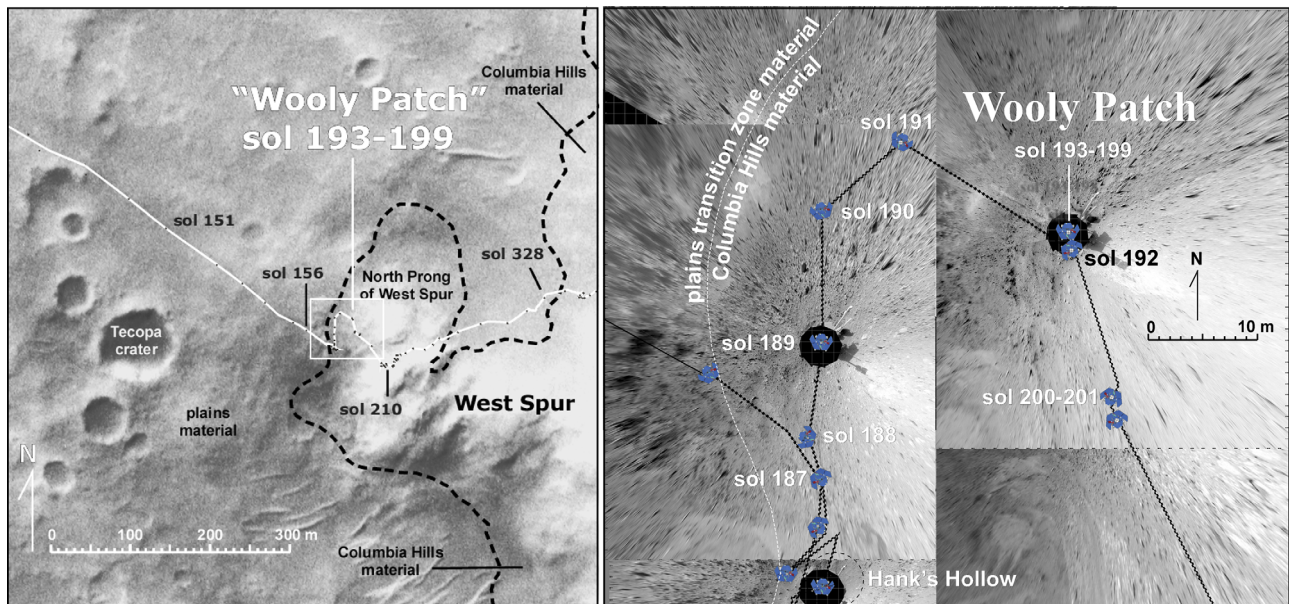 Columbia Hills
material
“Wooly Patch”
sol 193-199
sol 151
sol 156
North Prong
of West Spur
sol 328
Tecopa
crater
sol 210
West Spur
plains
material
N
0 100 200 300 m
Columbia Hills
material
plains transition zone material
Columbia Hills material
sol 191
sol 190
sol 189
sol 188
sol 187
Hank's Hollow
Wooly Patch
sol 193-199
sol 192
N
0 10 m
sol 200-201